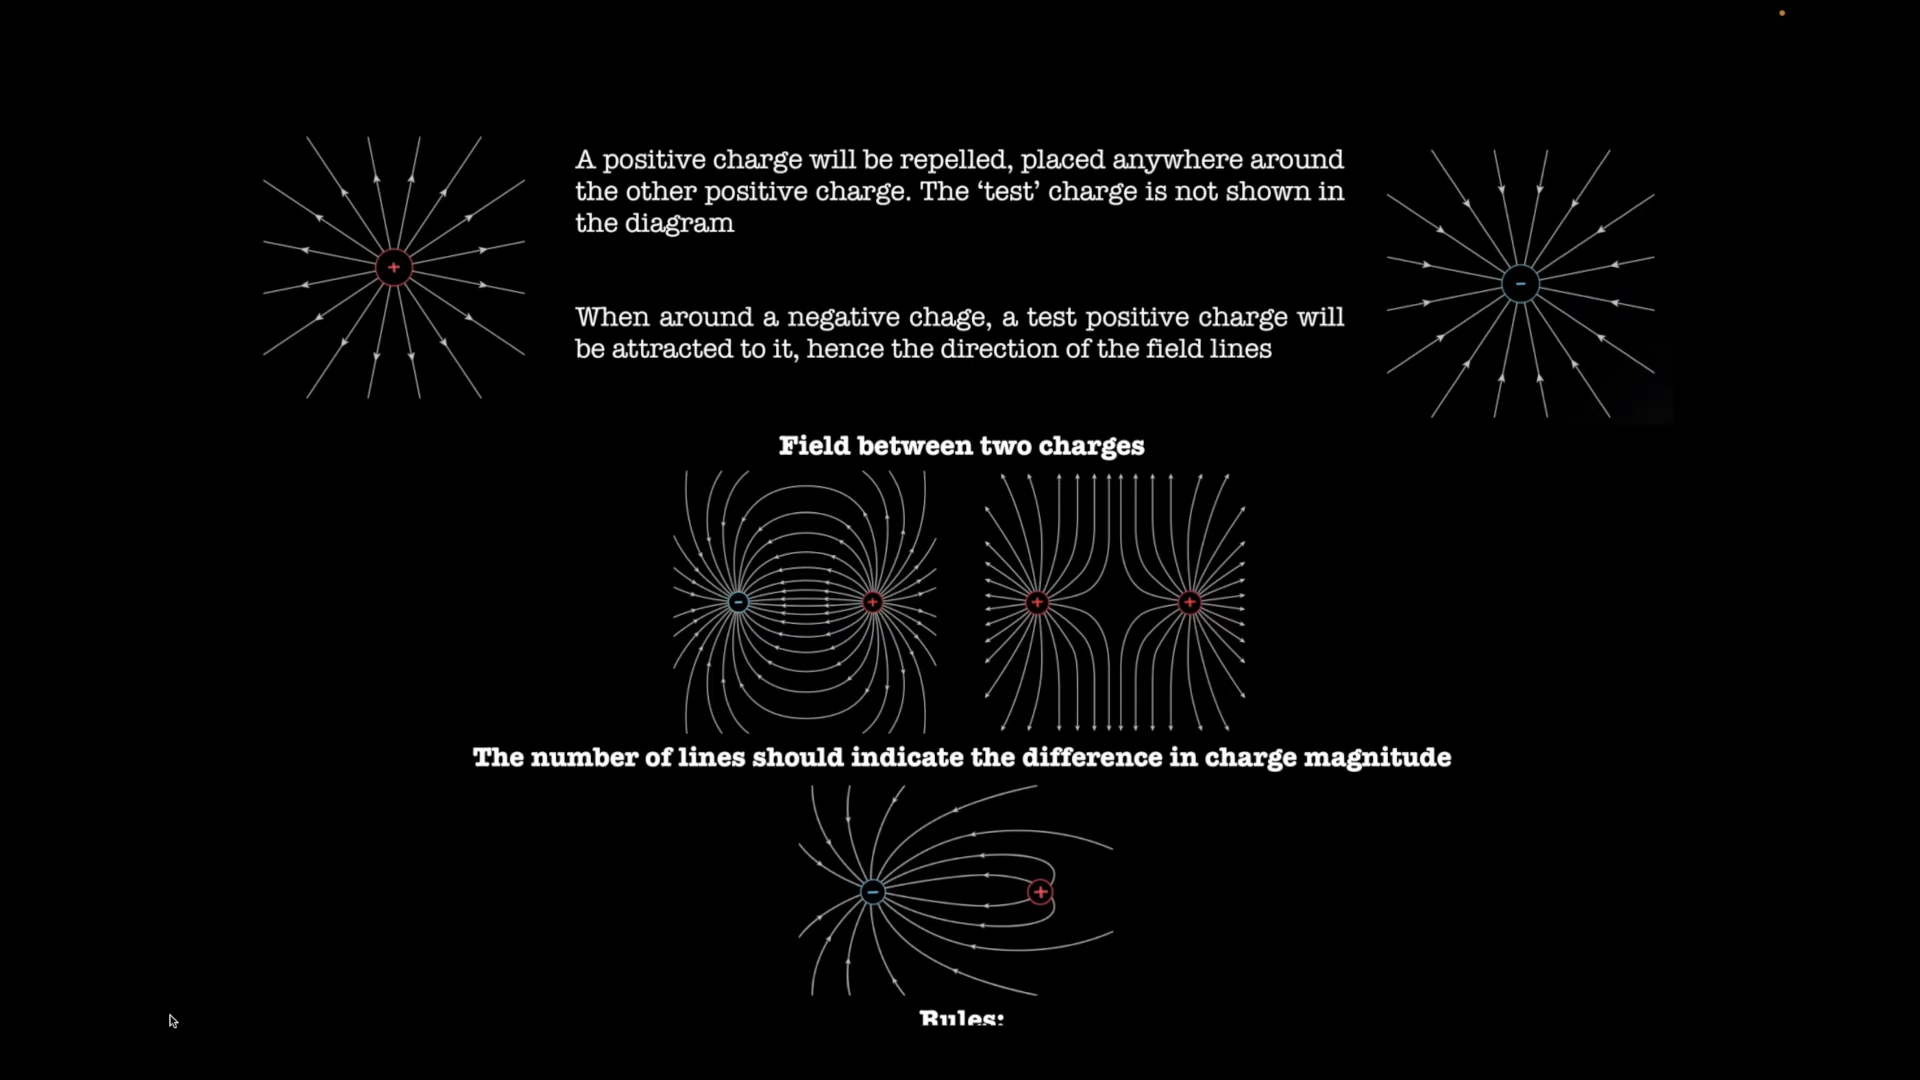 A positive charge will be repelled, placed anywhere around
the other positive charge. The ‘test’ charge is not shown in
the diagram
When around a negative chage, a test positive charge will
be attracted to it, hence the direction of the field lines
+
-
Field between two charges
- +
+ +
The number of lines should indicate the difference in charge magnitude
- +
Rules: